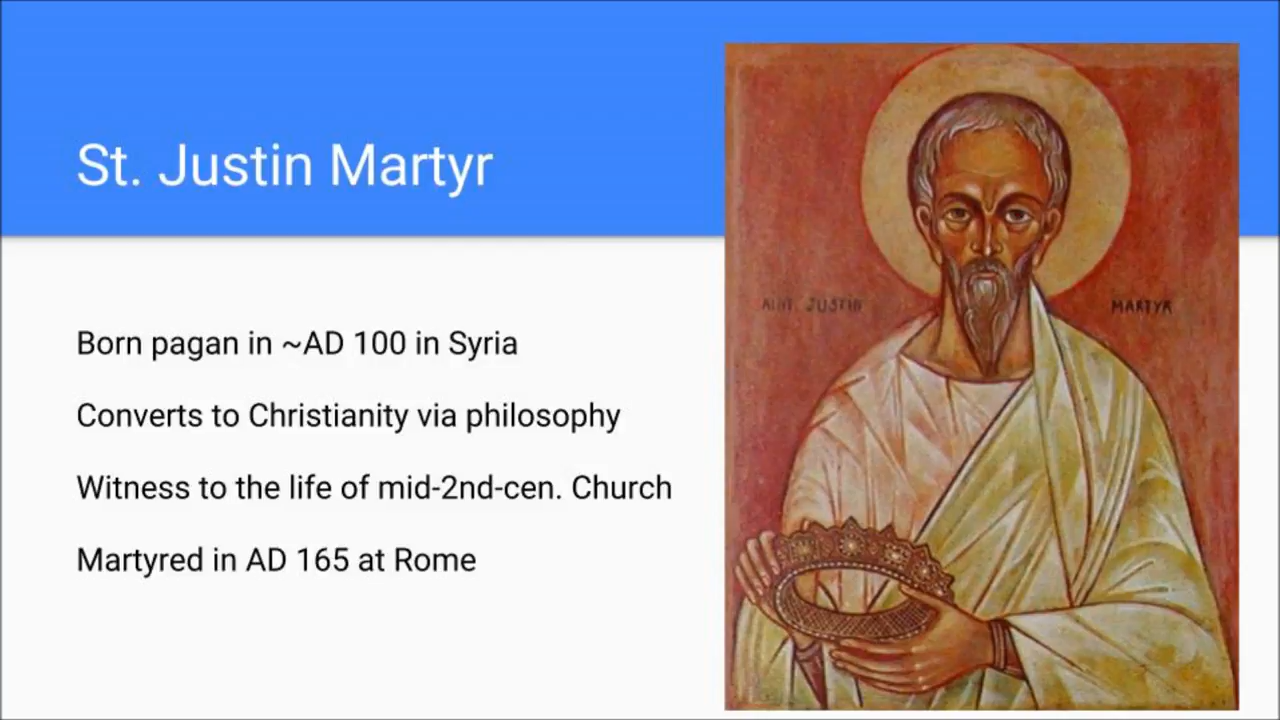 St. Justin Martyr
Born pagan in ~AD 100 in Syria
Converts to Christianity via philosophy
Witness to the life of mid-2nd-cen. Church
Martyred in AD 165 at Rome
AINT JUSTIN MARTYR